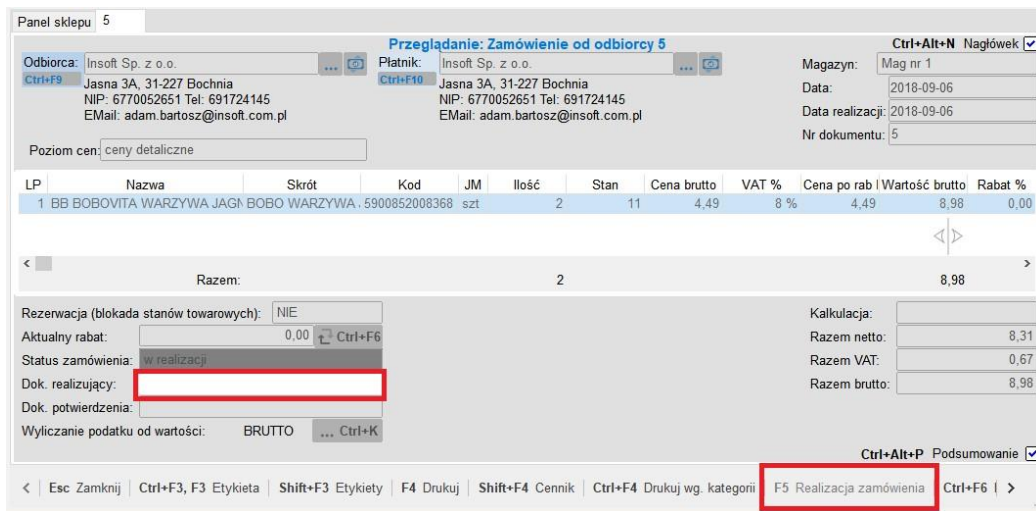 Panel sklepu 5
Przeglądanie: Zamówienie od odbiorcy 5
Ctrl+Alt+N Nagłówek
Odbiorca: Insoft Sp. z o.o. ...
Ctrl+F9
Jasna 3A, 31-227 Bochnia
NIP: 6770052651 Tel: 691724145
EMail: adam.bartosz@insoft.com.pl
Płatnik: Insoft Sp. z o.o. ...
Ctrl+F10
Jasna 3A, 31-227 Bochnia
NIP: 6770052651 Tel: 691724145
EMail: adam.bartosz@insoft.com.pl
Magazyn: Mag nr 1
Data: 2018-09-06
Data realizacji: 2018-09-06
Nr dokumentu: 5
Poziom cen: ceny detaliczne
LP Nazwa Skrót Kod JM Ilość Stan Cena brutto VAT % Cena po rab Wartość brutto Rabat %
1 BB BOBOVITA WARZYWA JAGN BOBO WARZYWA 5900852008368 szt 2 11 4,49 8 % 4,49 8,98 0,00
Razem: 2 8,98
Rezerwacja (blokada stanów towarowych): NIE
Aktualny rabat: 0,00 Ctrl+F6
Status zamówienia: w realizacji
Dok. realizujący:
Dok. potwierdzenia:
Wyliczanie podatku od wartości: BRUTTO ... Ctrl+K
Kalkulacja:
Razem netto: 8,31
Razem VAT: 0,67
Razem brutto: 8,98
Ctrl+Alt+P Podsumowanie
< Esc Zamknij Ctrl+F3, F3 Etykieta Shift+F3 Etykiety F4 Drukuj Shift+F4 Cennik Ctrl+F4 Drukuj wg. kategorii F5 Realizacja zamówienia Ctrl+F6 >